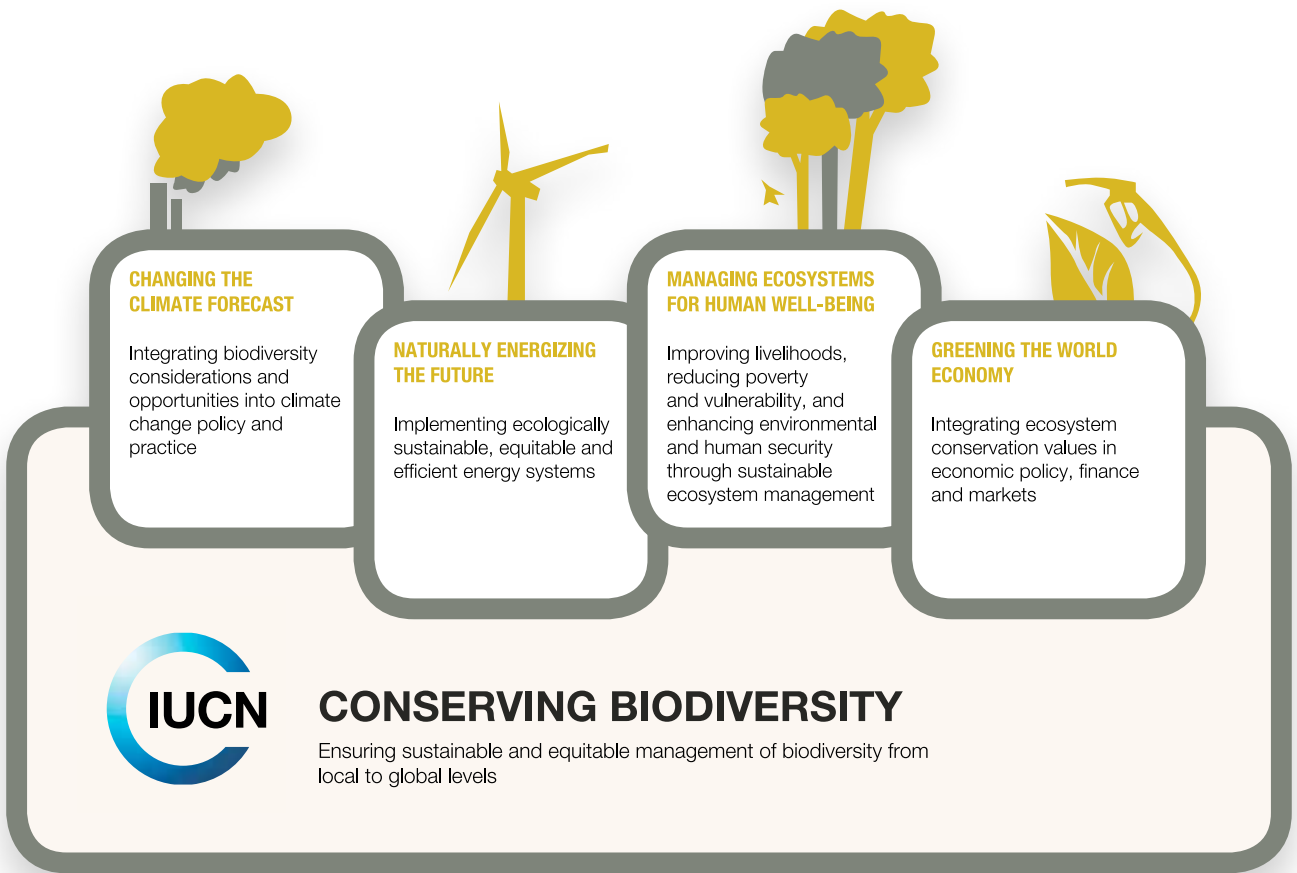 CHANGING THE
CLIMATE FORECAST
Integrating biodiversity
considerations and
opportunities into climate
change policy and
practice
NATURALLY ENERGIZING
THE FUTURE
Implementing ecologically
sustainable, equitable and
efficient energy systems
MANAGING ECOSYSTEMS
FOR HUMAN WELL-BEING
Improving livelihoods,
reducing poverty
and vulnerability, and
enhancing environmental
and human security
through sustainable
ecosystem management
GREENING THE WORLD
ECONOMY
Integrating ecosystem
conservation values in
economic policy, finance
and markets
IUCN
CONSERVING BIODIVERSITY
Ensuring sustainable and equitable management of biodiversity from
local to global levels